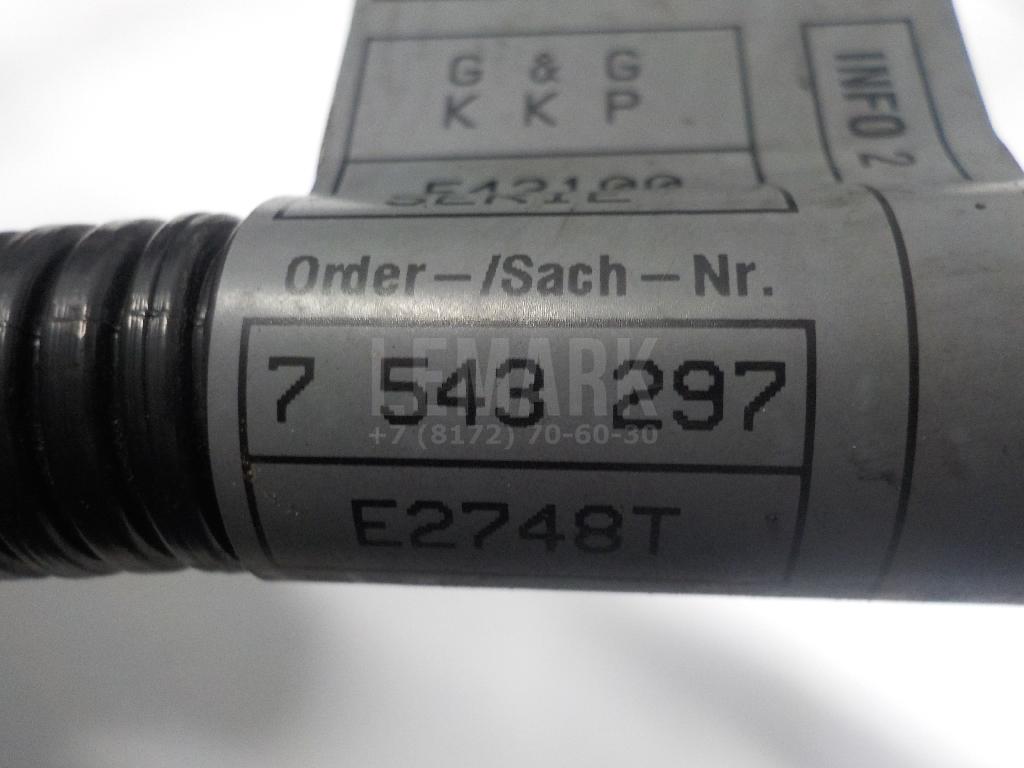 G & G
K K P
INFO 2
Order-/Sach-Nr.
7 543 297
LEMARK
+7 (8172) 70-60-30
E2748T